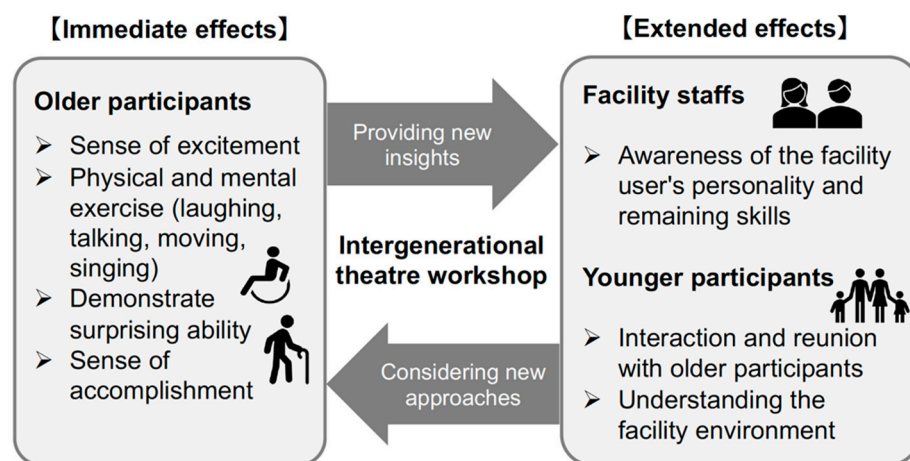 【Immediate effects】
Older participants
➢ Sense of excitement
➢ Physical and mental
exercise (laughing,
talking, moving,
singing)
➢ Demonstrate
surprising ability
➢ Sense of
accomplishment
Providing new
insights
Intergenerational
theatre workshop
Considering new
approaches
【Extended effects】
Facility staffs
➢ Awareness of the facility
user's personality and
remaining skills
Younger participants
➢ Interaction and reunion
with older participants
➢ Understanding the
facility environment